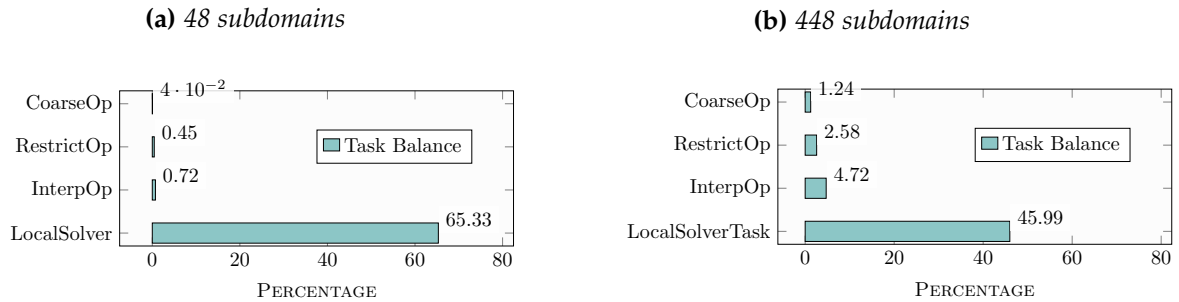 (a) 48 subdomains
4 · 10⁻²
CoarseOp
0.45
RestrictOp
Task Balance
0.72
InterpOp
65.33
LocalSolver
0 20 40 60 80
PERCENTAGE
(b) 448 subdomains
1.24
CoarseOp
2.58
RestrictOp
Task Balance
4.72
InterpOp
45.99
LocalSolverTask
0 20 40 60 80
PERCENTAGE